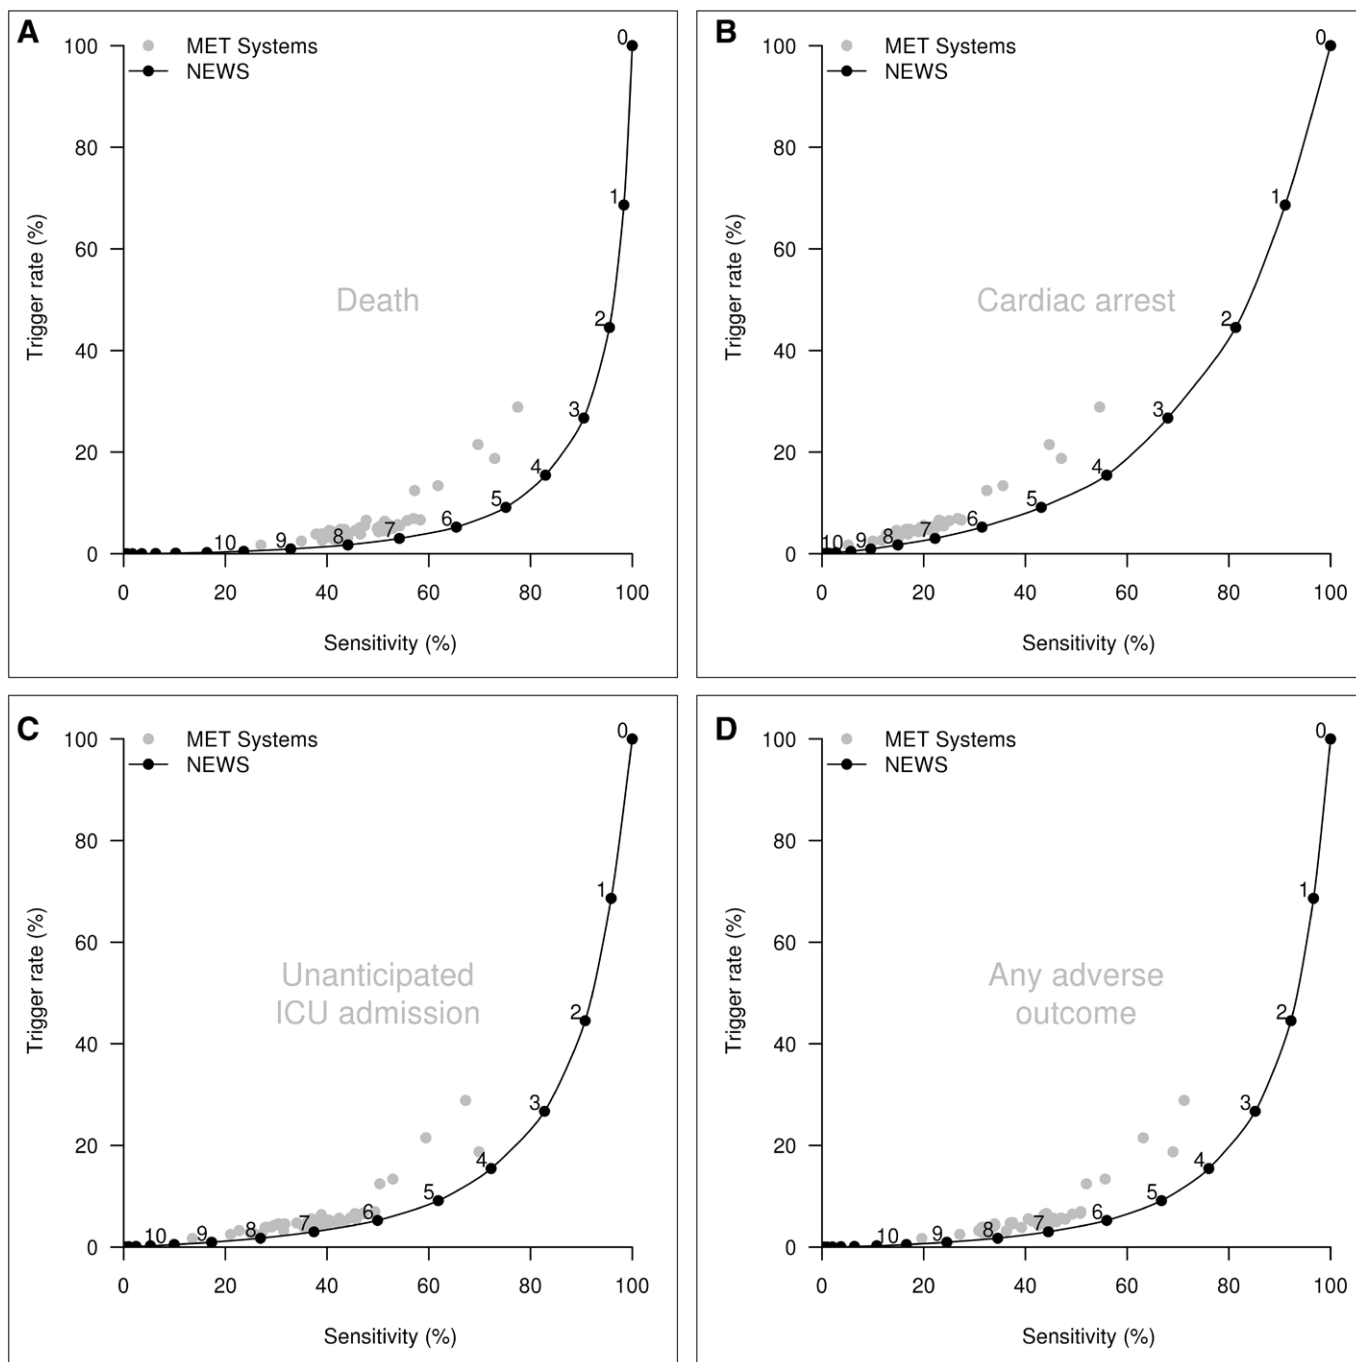 A
MET Systems
NEWS
Trigger rate (%)
100
80
60
40
20
0
0
1
2
3
4
5
6
7
8
9
10
Death
0 20 40 60 80 100
Sensitivity (%)
B
MET Systems
NEWS
Trigger rate (%)
100
80
60
40
20
0
0
1
2
3
4
5
6
7
8
9
10
Cardiac arrest
0 20 40 60 80 100
Sensitivity (%)
C
MET Systems
NEWS
Trigger rate (%)
100
80
60
40
20
0
0
1
2
3
4
5
6
7
8
9
10
Unanticipated
ICU admission
0 20 40 60 80 100
Sensitivity (%)
D
MET Systems
NEWS
Trigger rate (%)
100
80
60
40
20
0
0
1
2
3
4
5
6
7
8
9
10
Any adverse
outcome
0 20 40 60 80 100
Sensitivity (%)